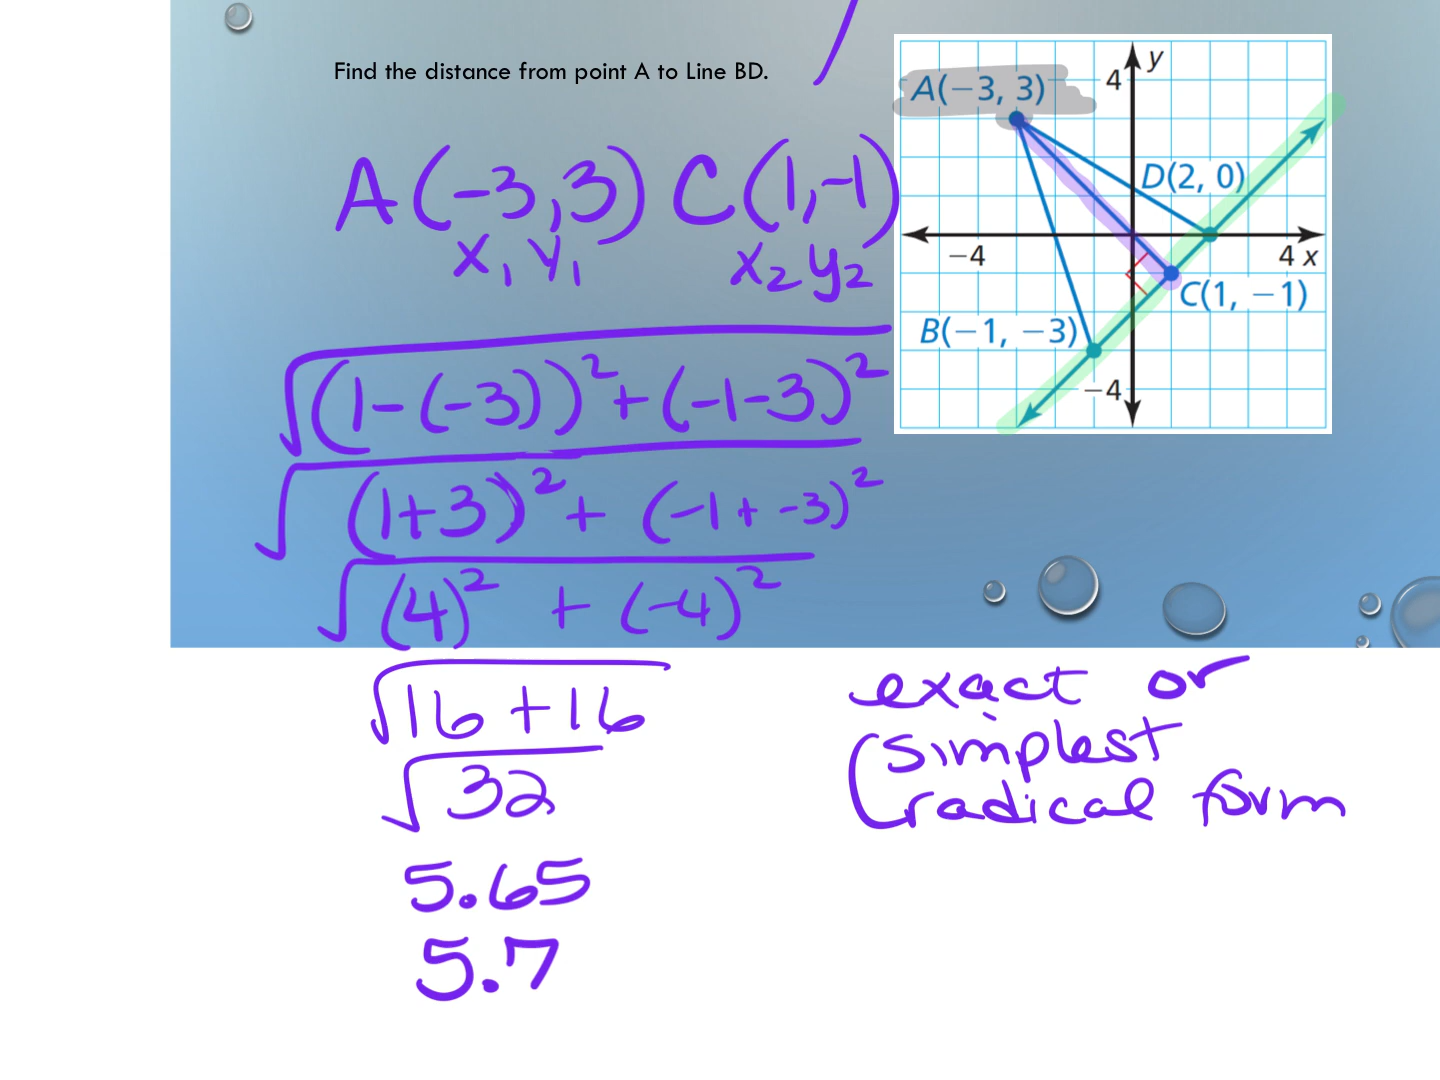 Find the distance from point A to Line BD.
A(-3,3) C(1,-1)
x₁ y₁ x₂ y₂
√(1-(-3))² + (-1-3)²
√(1+3)² + (-1 + -3)²
√(4)² + (-4)²
√16 + 16
√32
5.65
5.7
exact or
simplest
radical form
y
4
A(−3, 3)
D(2, 0)
−4
4 x
C(1, −1)
B(−1, −3)
−4